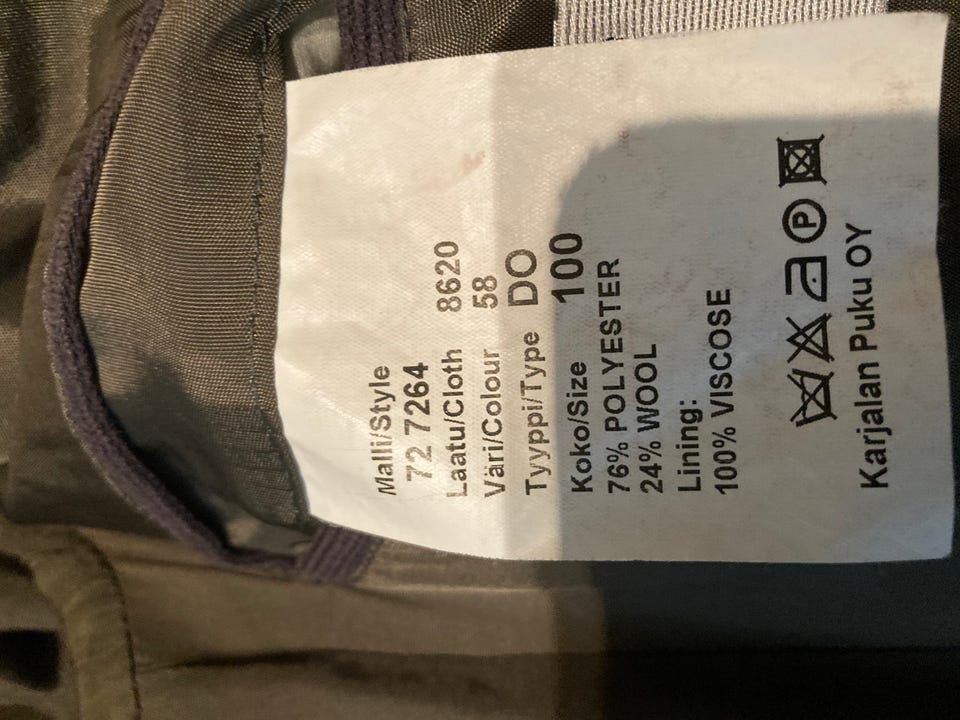 Malli/Style
72 7264
Laatu/Cloth 8620
Väri/Colour 58
Tyyppi/Type DO
Koko/Size 100
76% POLYESTER
24% WOOL
Lining:
100% VISCOSE
P
Karjalan Puku OY